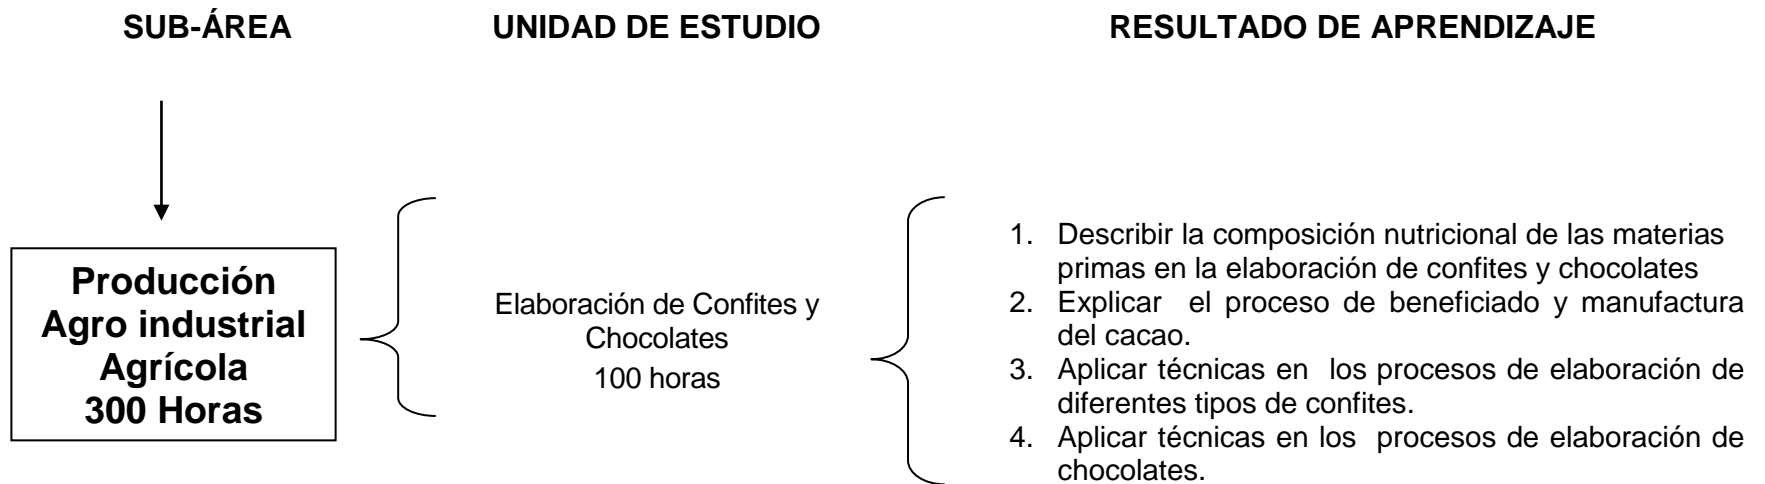 SUB-ÁREA UNIDAD DE ESTUDIO RESULTADO DE APRENDIZAJE
Producción
Agro industrial
Agrícola
300 Horas
Elaboración de Confites y
Chocolates
100 horas
1. Describir la composición nutricional de las materias
primas en la elaboración de confites y chocolates
2. Explicar el proceso de beneficiado y manufactura
del cacao.
3. Aplicar técnicas en los procesos de elaboración de
diferentes tipos de confites.
4. Aplicar técnicas en los procesos de elaboración de
chocolates.